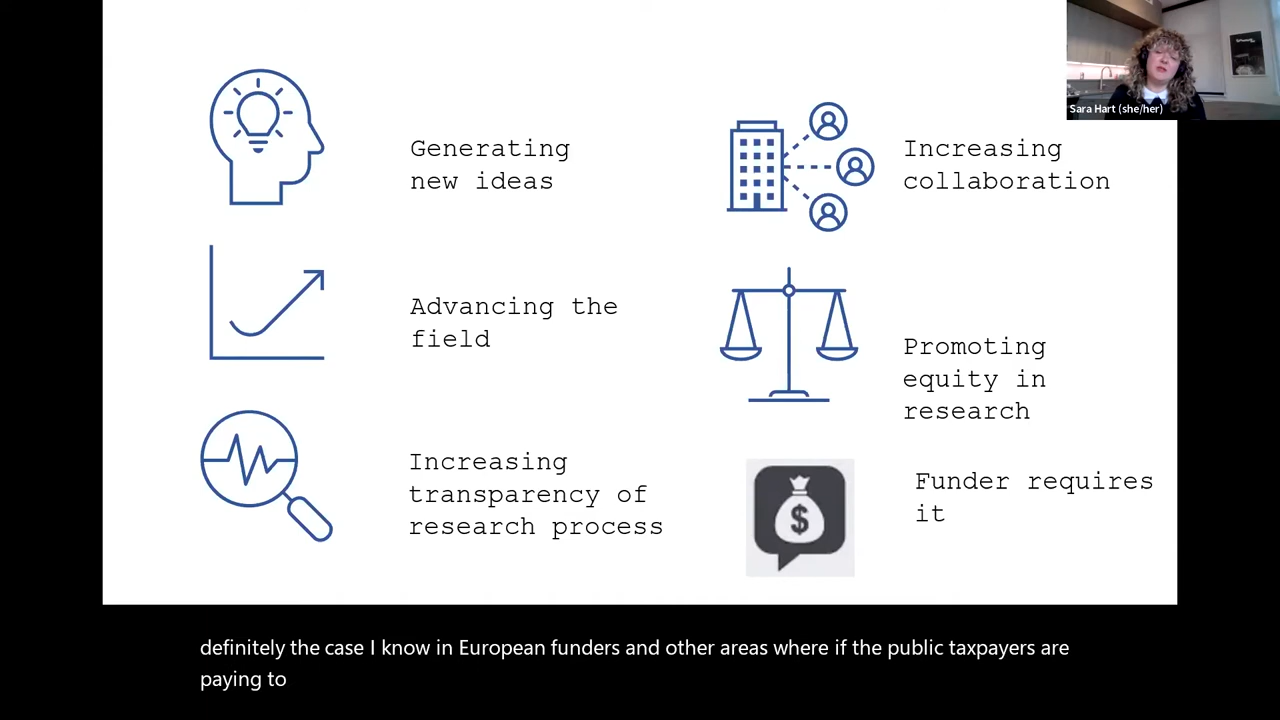 Generating
new ideas
Advancing the
field
Increasing
transparency of
research process
Increasing
collaboration
Promoting
equity in
research
Funder requires
it
$
Sara Hart (she/her)
definitely the case I know in European funders and other areas where if the public taxpayers are
paying to